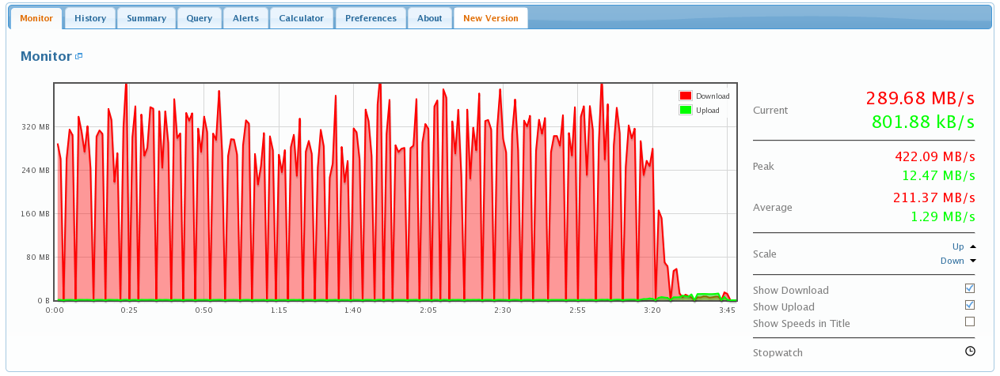 Monitor History Summary Query Alerts Calculator Preferences About New Version
Monitor
Download
Upload
320 MB
240 MB
160 MB
80 MB
0 B
0:00 0:25 0:50 1:15 1:40 2:05 2:30 2:55 3:20 3:45
Current
289.68 MB/s
801.88 kB/s
Peak
422.09 MB/s
12.47 MB/s
Average
211.37 MB/s
1.29 MB/s
Scale
Up
Down
Show Download
Show Upload
Show Speeds in Title
Stopwatch